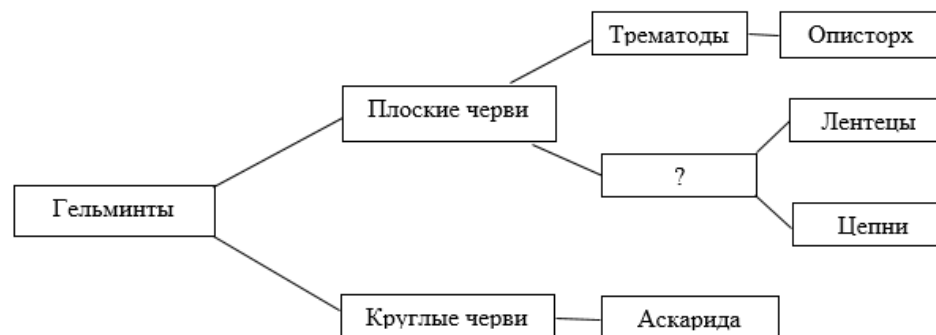 Трематоды
Описторх
Плоские черви
Лентецы
?
Гельминты
Цепни
Круглые черви
Аскарида